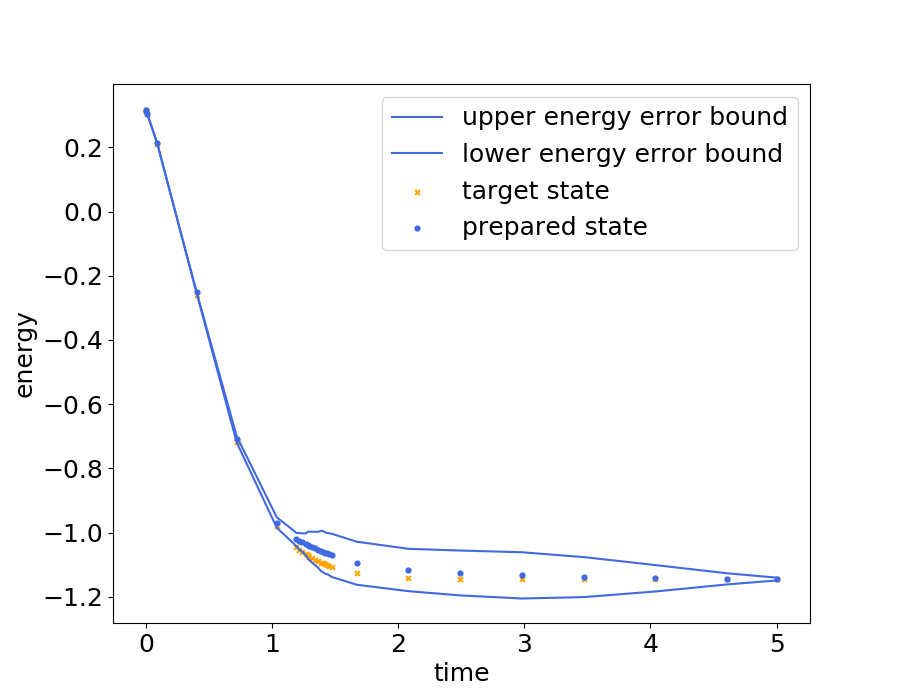 upper energy error bound
lower energy error bound
target state
prepared state
0.2
0.0
−0.2
−0.4
−0.6
−0.8
−1.0
−1.2
energy
0 1 2 3 4 5
time